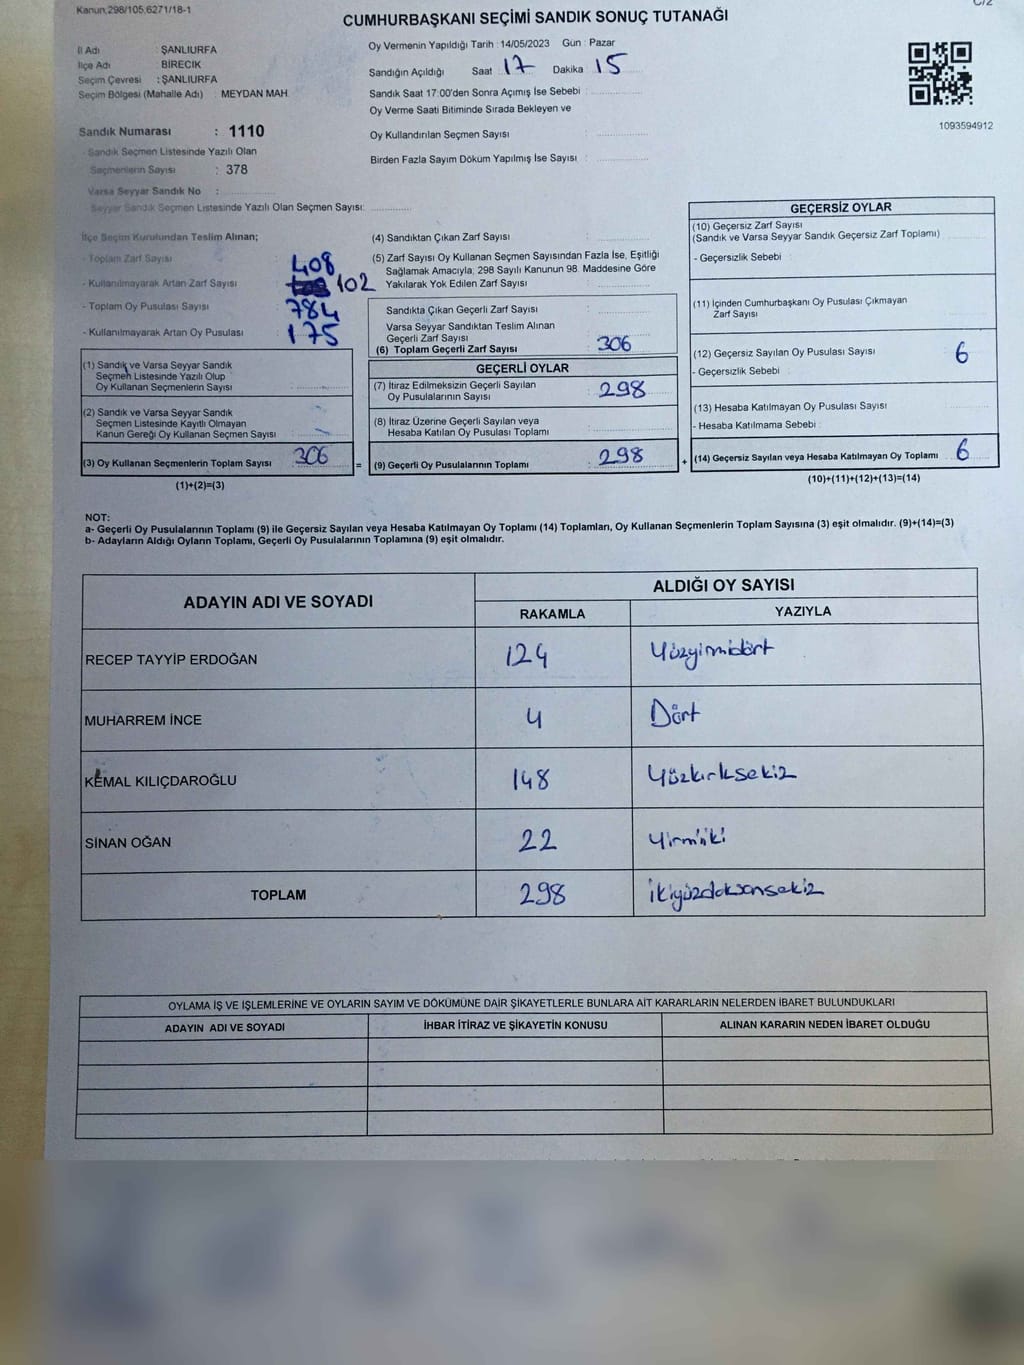 Kanun,298/105,6271/18-1
C/2
CUMHURBAŞKANI SEÇİMİ SANDIK SONUÇ TUTANAĞI
İl Adı : ŞANLIURFA
İlçe Adı : BİRECİK
Seçim Çevresi : ŞANLIURFA
Seçim Bölgesi (Mahalle Adı) : MEYDAN MAH.
Sandık Numarası : 1110
Sandık Seçmen Listesinde Yazılı Olan
Seçmenlerin Sayısı : 378
Varsa Seyyar Sandık No :
Seyyar Sandık Seçmen Listesinde Yazılı Olan Seçmen Sayısı:
Oy Vermenin Yapıldığı Tarih : 14/05/2023 Gün : Pazar
Sandığın Açıldığı Saat : 17 Dakika 15
Sandık Saat 17:00'den Sonra Açımış İse Sebebi :
Oy Verme Saati Bitiminde Sırada Bekleyen ve
Oy Kullandırılan Seçmen Sayısı :
Birden Fazla Sayım Döküm Yapılmış İse Sayısı :
1093594912
İlçe Seçim Kurulundan Teslim Alınan;
- Toplam Zarf Sayısı : 408
- Kullanılmayarak Artan Zarf Sayısı : 102
- Toplam Oy Pusulası Sayısı : 784
- Kullanılmayarak Artan Oy Pusulası : 175
(1) Sandık ve Varsa Seyyar Sandık
Seçmen Listesinde Yazılı Olup
Oy Kullanan Seçmenlerin Sayısı :
(2) Sandık ve Varsa Seyyar Sandık
Seçmen Listesinde Kayıtlı Olmayan
Kanun Gereği Oy Kullanan Seçmen Sayısı :
(3) Oy Kullanan Seçmenlerin Toplam Sayısı : 306
(1)+(2)=(3)
(4) Sandıktan Çıkan Zarf Sayısı :
(5) Zarf Sayısı Oy Kullanan Seçmen Sayısından Fazla İse, Eşitliği
Sağlamak Amacıyla; 298 Sayılı Kanunun 98. Maddesine Göre
Yakılarak Yok Edilen Zarf Sayısı :
Sandıkta Çıkan Geçerli Zarf Sayısı :
Varsa Seyyar Sandıktan Teslim Alınan
Geçerli Zarf Sayısı :
(6) Toplam Geçerli Zarf Sayısı : 306
GEÇERLİ OYLAR
(7) İtiraz Edilmeksizin Geçerli Sayılan
Oy Pusulalarının Sayısı : 298
(8) İtiraz Üzerine Geçerli Sayılan veya
Hesaba Katılan Oy Pusulası Toplamı :
= (9) Geçerli Oy Pusulalarının Toplamı : 298
GEÇERSİZ OYLAR
(10) Geçersiz Zarf Sayısı
(Sandık ve Varsa Seyyar Sandık Geçersiz Zarf Toplamı)
- Geçersizlik Sebebi :
(11) İçinden Cumhurbaşkanı Oy Pusulası Çıkmayan
Zarf Sayısı :
(12) Geçersiz Sayılan Oy Pusulası Sayısı : 6
- Geçersizlik Sebebi :
(13) Hesaba Katılmayan Oy Pusulası Sayısı
- Hesaba Katılmama Sebebi :
+ (14) Geçersiz Sayılan veya Hesaba Katılmayan Oy Toplamı : 6
(10)+(11)+(12)+(13)=(14)
NOT:
a- Geçerli Oy Pusulalarının Toplamı (9) ile Geçersiz Sayılan veya Hesaba Katılmayan Oy Toplamı (14) Toplamları, Oy Kullanan Seçmenlerin Toplam Sayısına (3) eşit olmalıdır. (9)+(14)=(3)
b- Adayların Aldığı Oyların Toplamı, Geçerli Oy Pusulalarının Toplamına (9) eşit olmalıdır.
ADAYIN ADI VE SOYADI ALDIĞI OY SAYISI
RAKAMLA YAZIYLA
RECEP TAYYİP ERDOĞAN 124 Yüzyirmidört
MUHARREM İNCE 4 Dört
KEMAL KILIÇDAROĞLU 148 Yüzkırksekiz
SİNAN OĞAN 22 Yirmiiki
TOPLAM 298 ikiyüzdoksansekiz
OYLAMA İŞ VE İŞLEMLERİNE VE OYLARIN SAYIM VE DÖKÜMÜNE DAİR ŞİKAYETLERLE BUNLARA AİT KARARLARIN NELERDEN İBARET BULUNDUKLARI
ADAYIN ADI VE SOYADI İHBAR İTİRAZ VE ŞİKAYETİN KONUSU ALINAN KARARIN NEDEN İBARET OLDUĞU